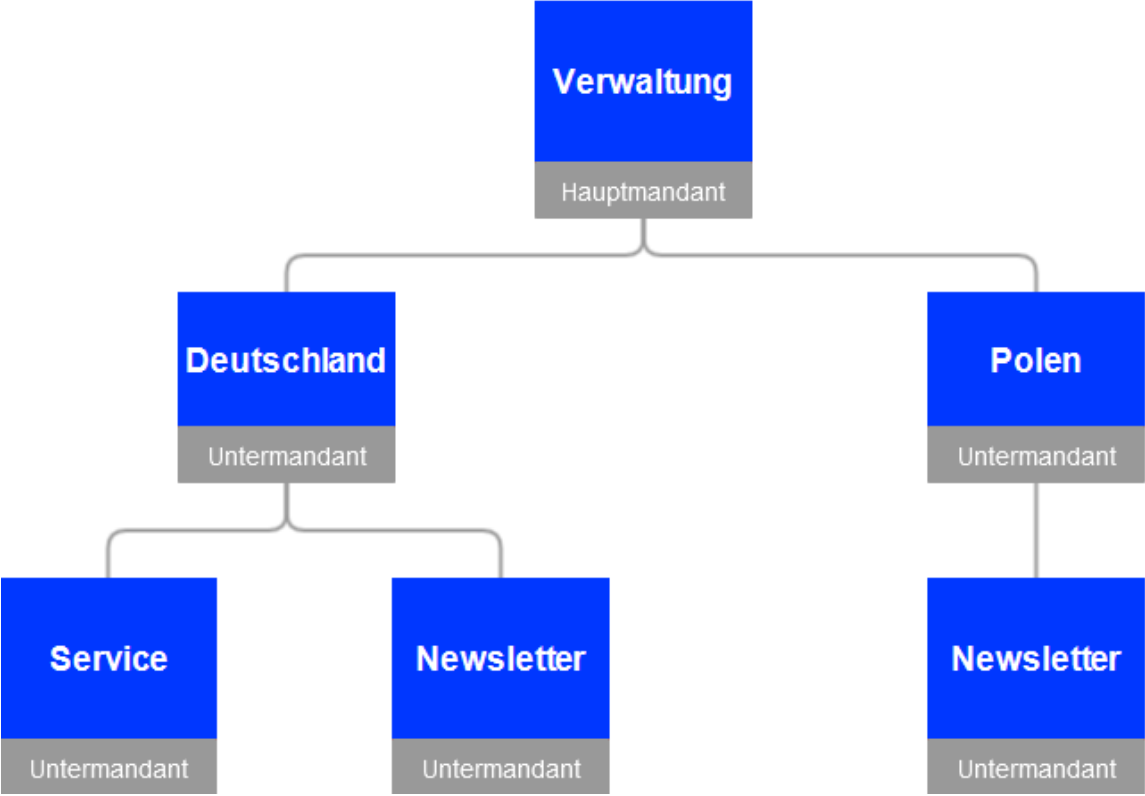 Verwaltung
Hauptmandant
Deutschland
Untermandant
Polen
Untermandant
Service
Untermandant
Newsletter
Untermandant
Newsletter
Untermandant